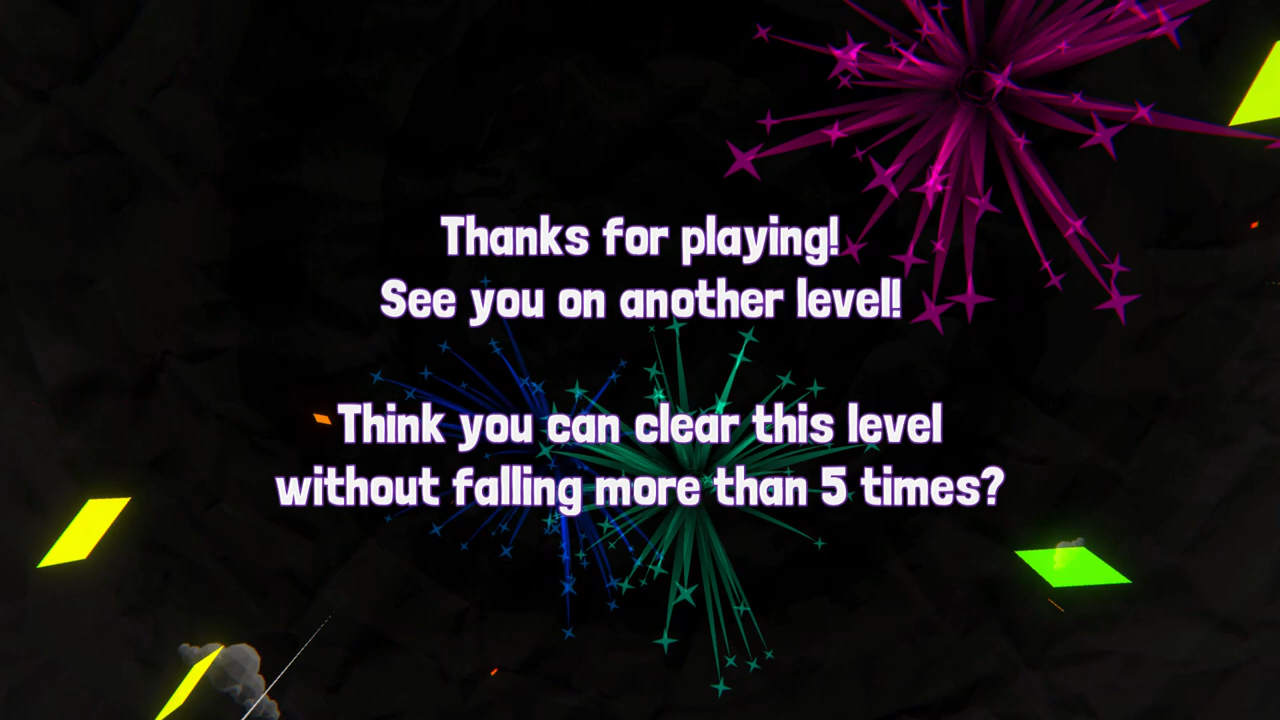 Thanks for playing!
See you on another level!
Think you can clear this level
without falling more than 5 times?